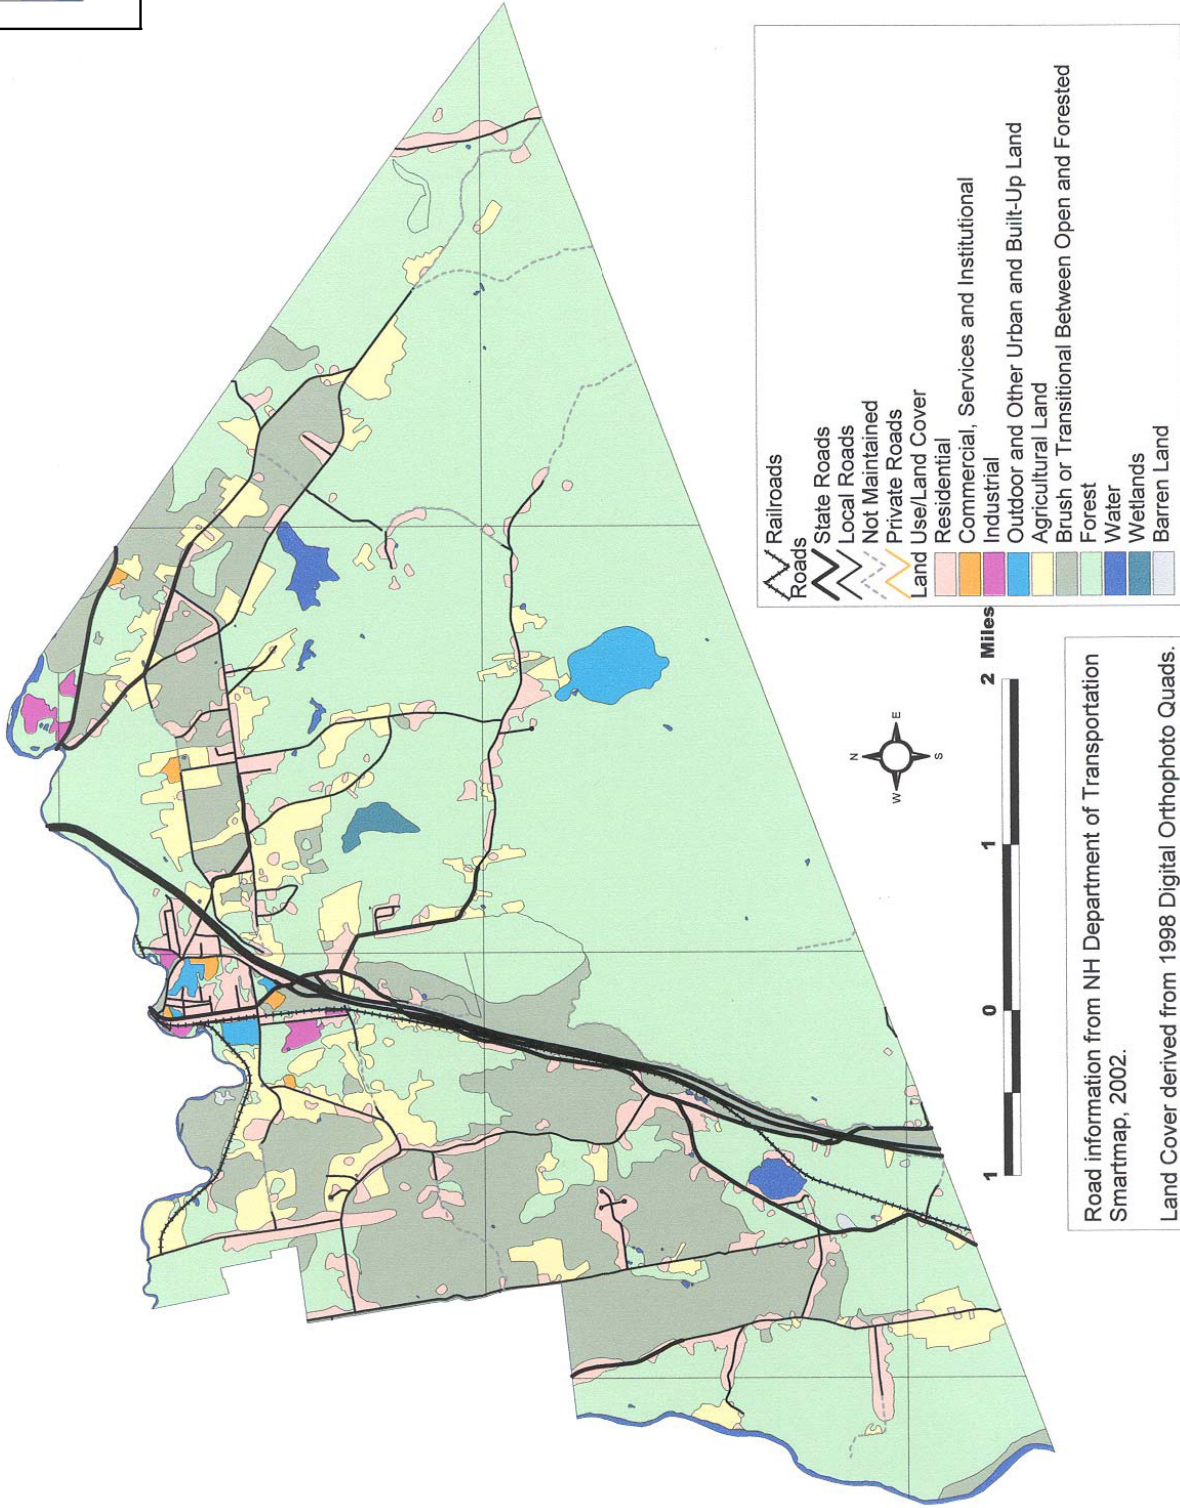 Railroads
Roads
State Roads
Local Roads
Not Maintained
Private Roads
Land Use/Land Cover
Residential
Commercial, Services and Institutional
Industrial
Outdoor and Other Urban and Built-Up Land
Agricultural Land
Brush or Transitional Between Open and Forested
Forest
Water
Wetlands
Barren Land
N
W
E
S
1 0 1 2 Miles
Road information from NH Department of Transportation
Smartmap, 2002.
Land Cover derived from 1998 Digital Orthophoto Quads.